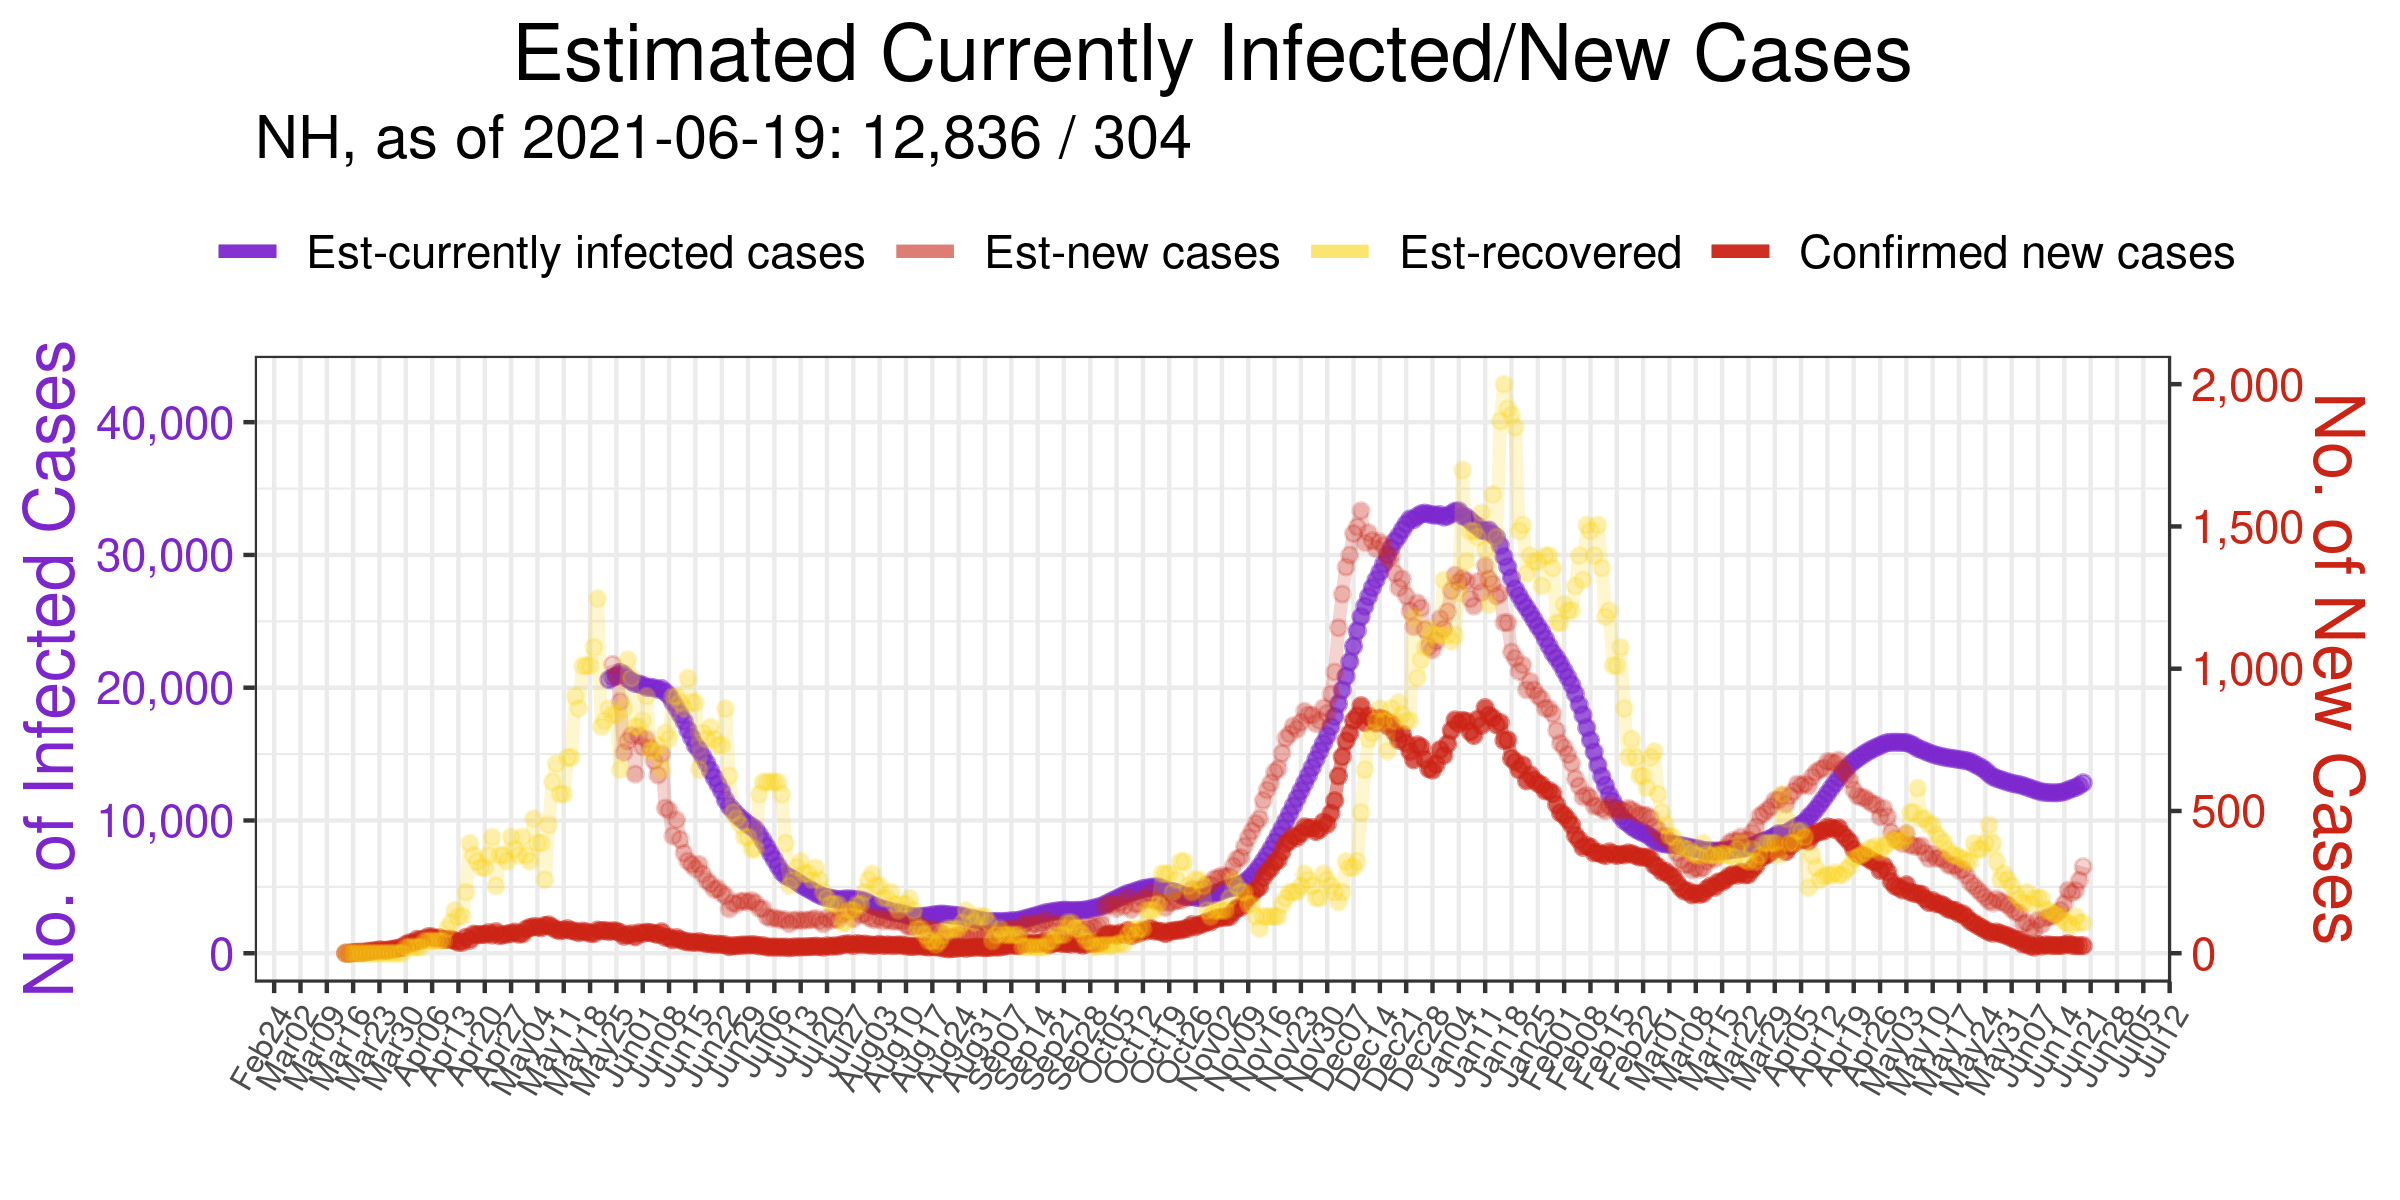 Estimated Currently Infected/New Cases
NH, as of 2021-06-19: 12,836 / 304
Est-currently infected cases
Est-new cases
Est-recovered
Confirmed new cases
No. of Infected Cases
40,000
30,000
20,000
10,000
0
2,000
1,500
1,000
500
0
No. of New Cases
Feb24
Mar02
Mar09
Mar16
Mar23
Mar30
Apr06
Apr13
Apr20
Apr27
May04
May11
May18
May25
Jun01
Jun08
Jun15
Jun22
Jun29
Jul06
Jul13
Jul20
Jul27
Aug03
Aug10
Aug17
Aug24
Aug31
Sep07
Sep14
Sep21
Sep28
Oct05
Oct12
Oct19
Oct26
Nov02
Nov09
Nov16
Nov23
Nov30
Dec07
Dec14
Dec21
Dec28
Jan04
Jan11
Jan18
Jan25
Feb01
Feb08
Feb15
Feb22
Mar01
Mar08
Mar15
Mar22
Mar29
Apr05
Apr12
Apr19
Apr26
May03
May10
May17
May24
May31
Jun07
Jun14
Jun21
Jun28
Jul05
Jul12